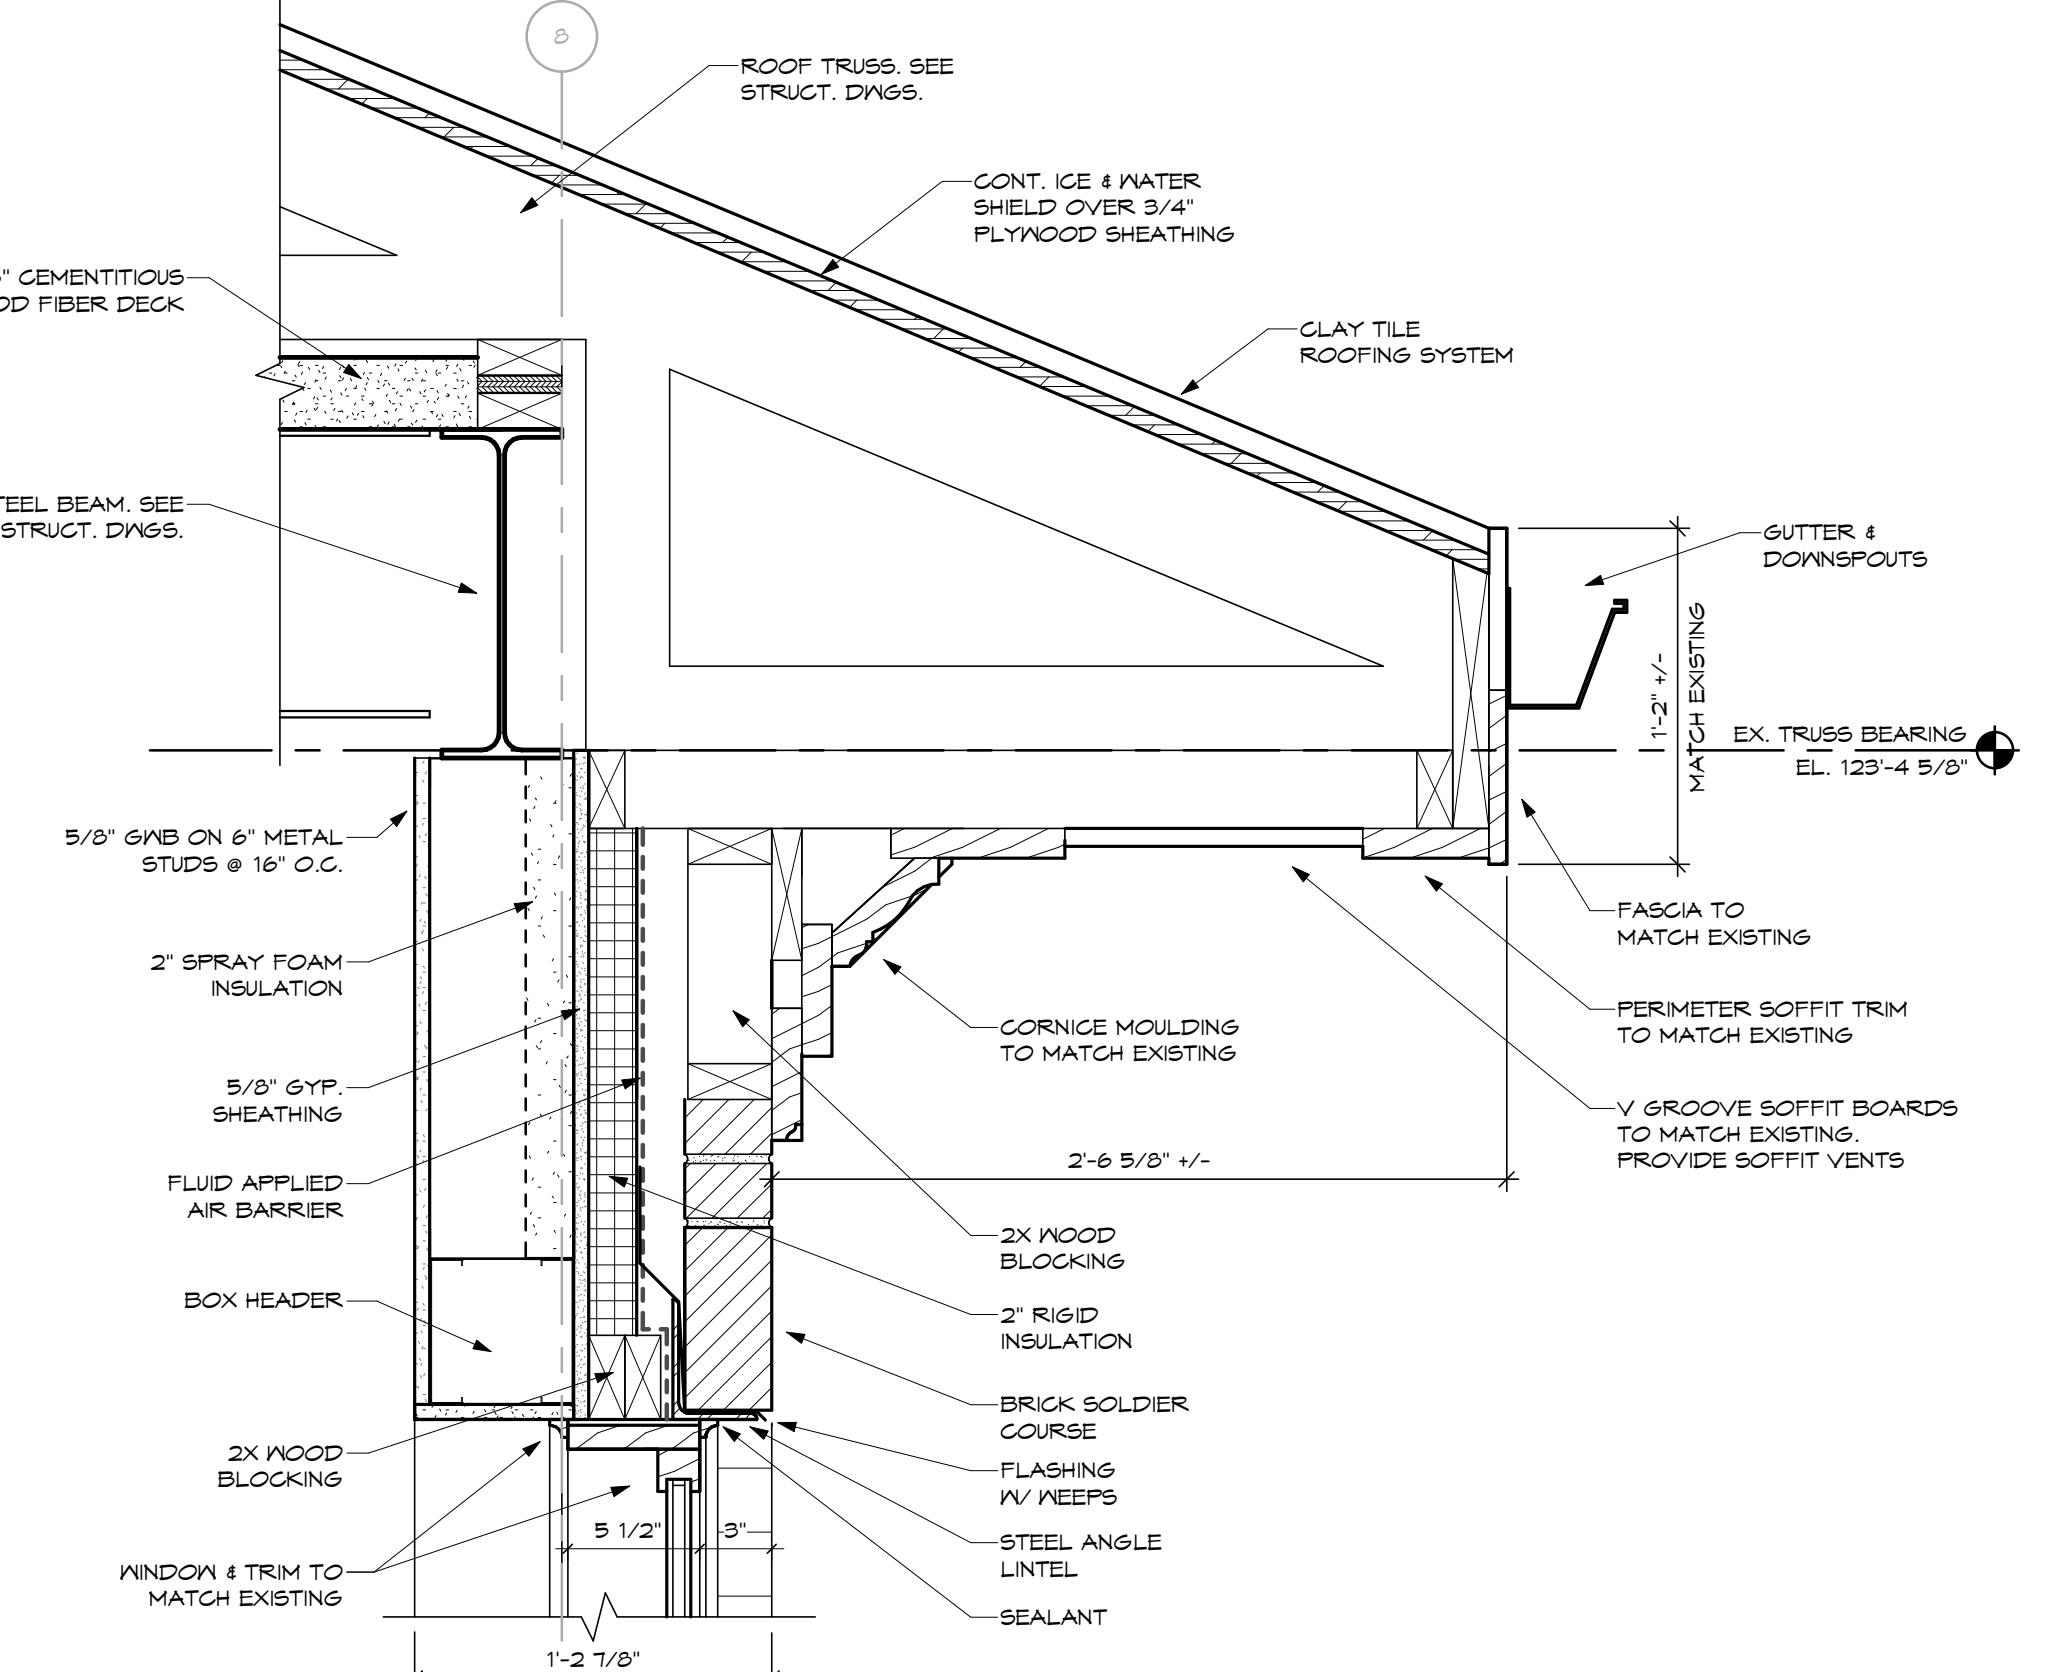 8
ROOF TRUSS. SEE
STRUCT. DWGS.
CONT. ICE & WATER
SHIELD OVER 3/4"
PLYWOOD SHEATHING
" CEMENTITIOUS
FIBER DECK
CLAY TILE
ROOFING SYSTEM
BEAM. SEE
STRUCT. DWGS.
GUTTER &
DOWNSPOUTS
1'-2" +/-
MATCH EXISTING
EX. TRUSS BEARING
EL. 123'-4 5/8"
5/8" GWB ON 6" METAL
STUDS @ 16" O.C.
FASCIA TO
MATCH EXISTING
2" SPRAY FOAM
INSULATION
PERIMETER SOFFIT TRIM
TO MATCH EXISTING
CORNICE MOULDING
TO MATCH EXISTING
5/8" GYP.
SHEATHING
V GROOVE SOFFIT BOARDS
TO MATCH EXISTING.
PROVIDE SOFFIT VENTS
2'-6 5/8" +/-
FLUID APPLIED
AIR BARRIER
2X WOOD
BLOCKING
BOX HEADER
2" RIGID
INSULATION
BRICK SOLDIER
COURSE
2X WOOD
BLOCKING
FLASHING
W/ WEEPS
5 1/2"
3"
STEEL ANGLE
LINTEL
WINDOW & TRIM TO
MATCH EXISTING
SEALANT
1'-2 7/8"